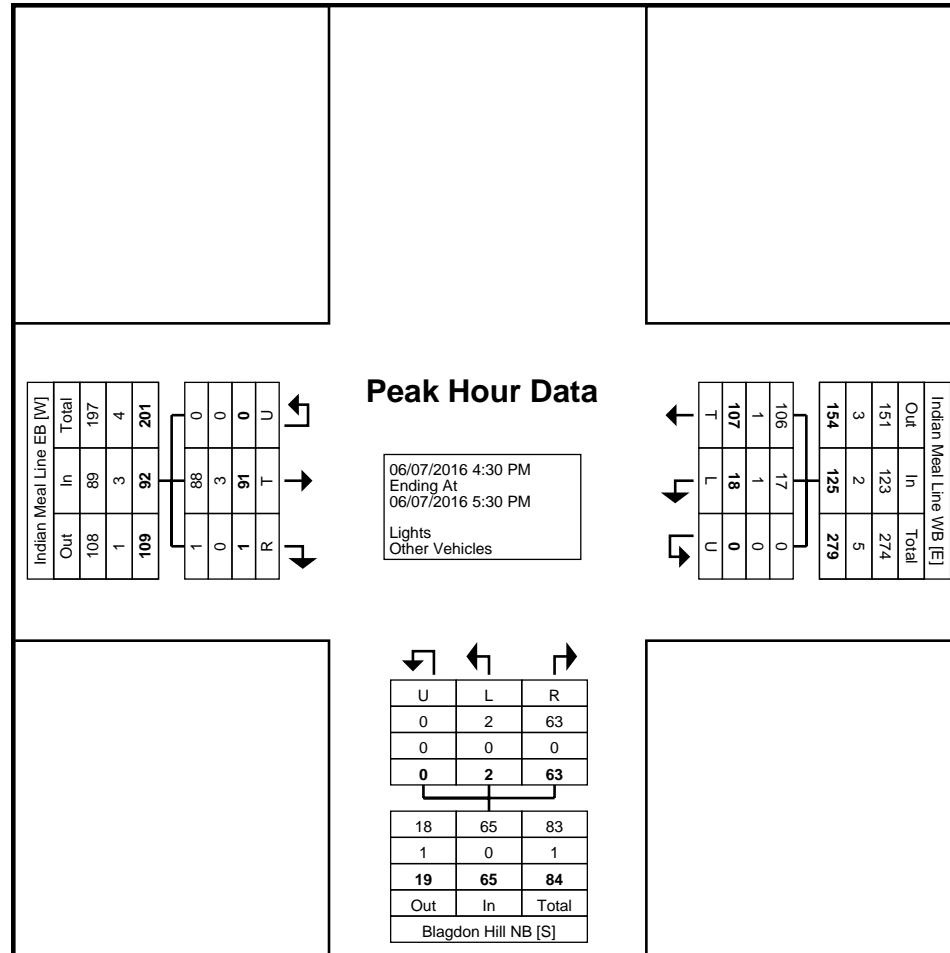 Peak Hour Data
06/07/2016 4:30 PM
Ending At
06/07/2016 5:30 PM
Lights
Other Vehicles
Indian Meal Line EB [W]
Total In Out
197 89 108
4 3 1
201 92 109
0 88 1
0 3 0
0 91 1
U T R
T L U
107 18 0
1 1 0
106 17 0
154 125 279
3 2 5
151 123 274
Out In Total
Indian Meal Line WB [E]
U L R
0 2 63
0 0 0
0 2 63
18 65 83
1 0 1
19 65 84
Out In Total
Blagdon Hill NB [S]